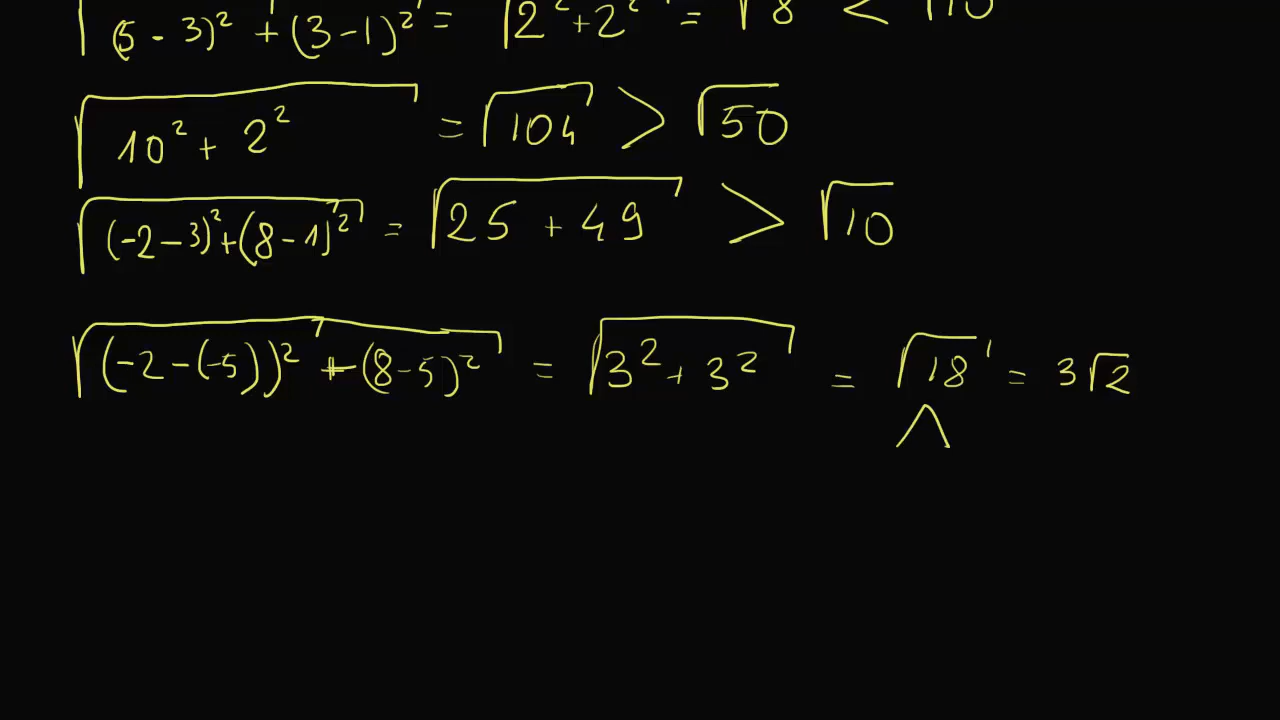 √((5 - 3)² + (3 - 1)²) = √(2² + 2²) = √8 < √10
√(10² + 2²) = √104 > √50
√((-2 - 3)² + (8 - 1)²) = √(25 + 49) > √10
√((-2 - (-5))² + (8 - 5)²) = √(3² + 3²) = √18 = 3√2
∧